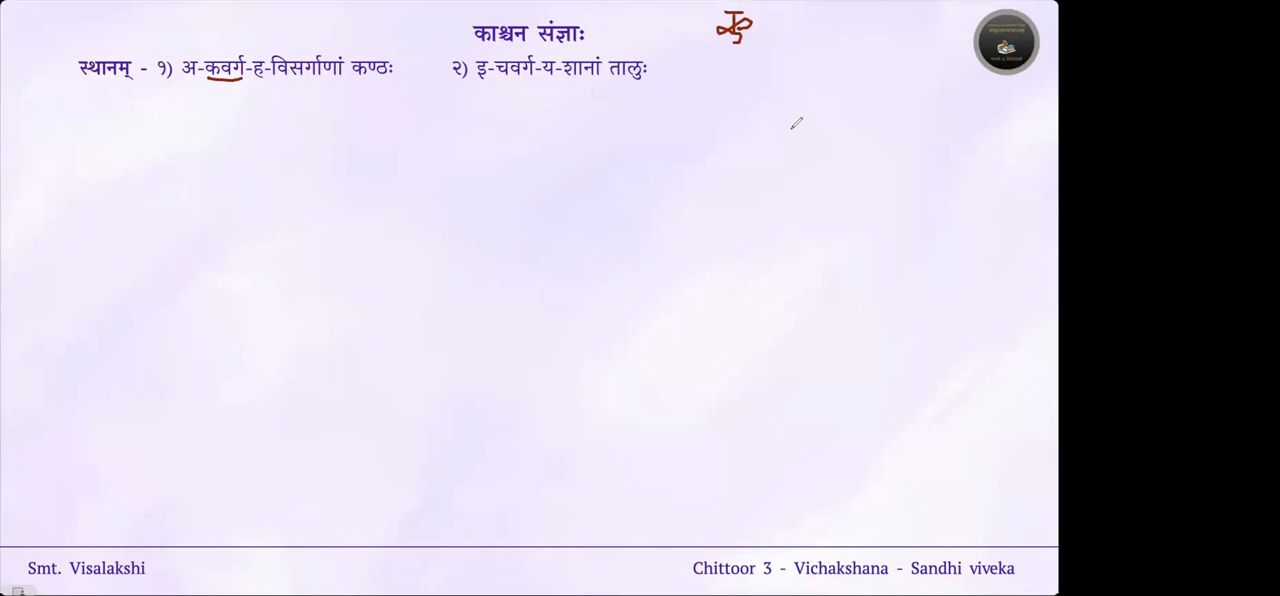 काश्चन संज्ञाः
स्थानम् - १) अ-कवर्ग-ह-विसर्गाणां कण्ठः २) इ-चवर्ग-य-शानां तालुः
Smt. Visalakshi
Chittoor 3 - Vichakshana - Sandhi viveka